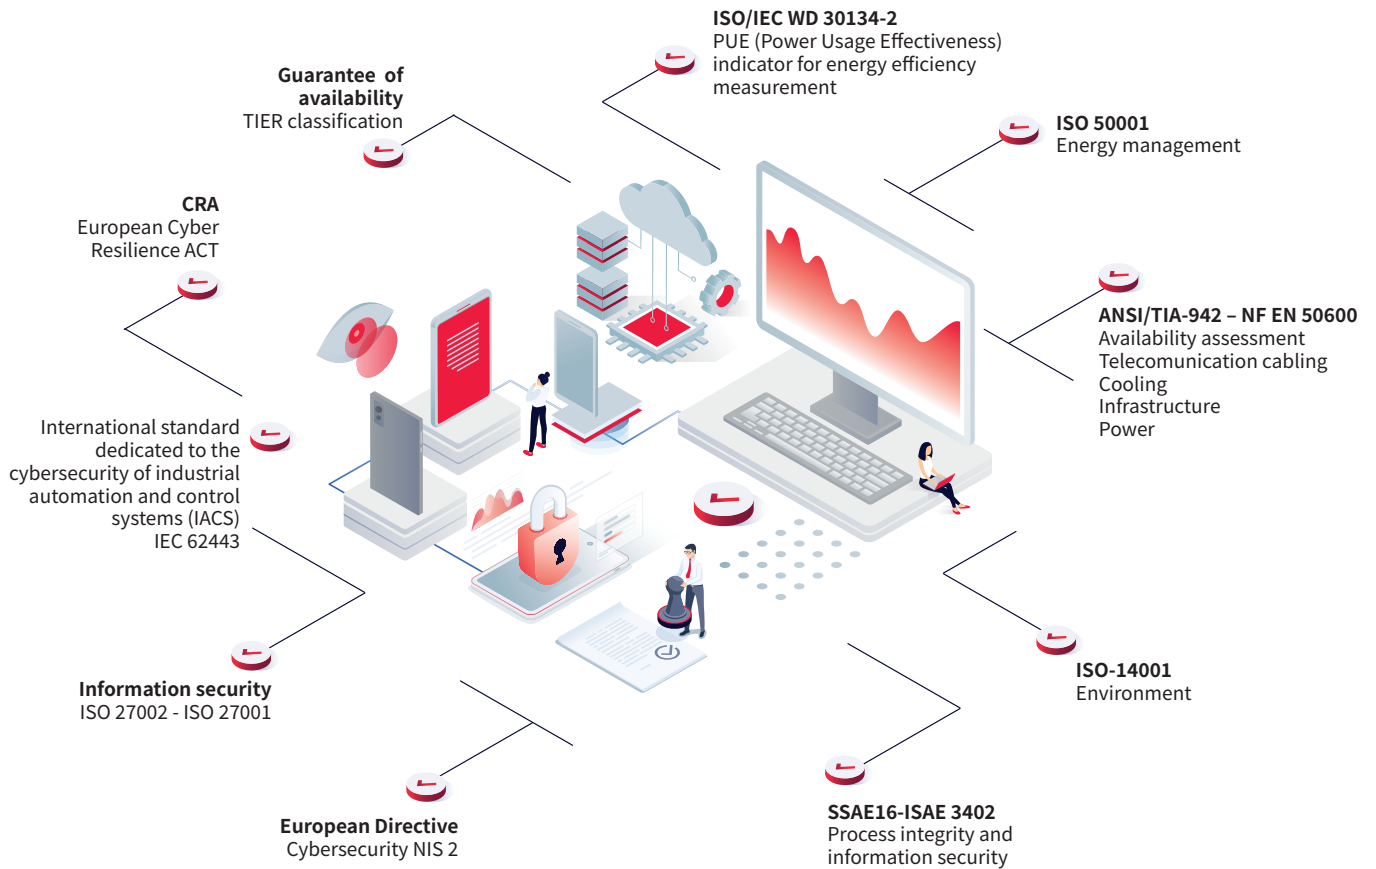 ISO/IEC WD 30134-2
PUE (Power Usage Effectiveness)
indicator for energy efficiency
measurement
Guarantee of
availability
TIER classification
ISO 50001
Energy management
CRA
European Cyber
Resilience ACT
ANSI/TIA-942 – NF EN 50600
Availability assessment
Telecomunication cabling
Cooling
Infrastructure
Power
International standard
dedicated to the
cybersecurity of industrial
automation and control
systems (IACS)
IEC 62443
ISO-14001
Environment
Information security
ISO 27002 - ISO 27001
SSAE16-ISAE 3402
Process integrity and
information security
European Directive
Cybersecurity NIS 2